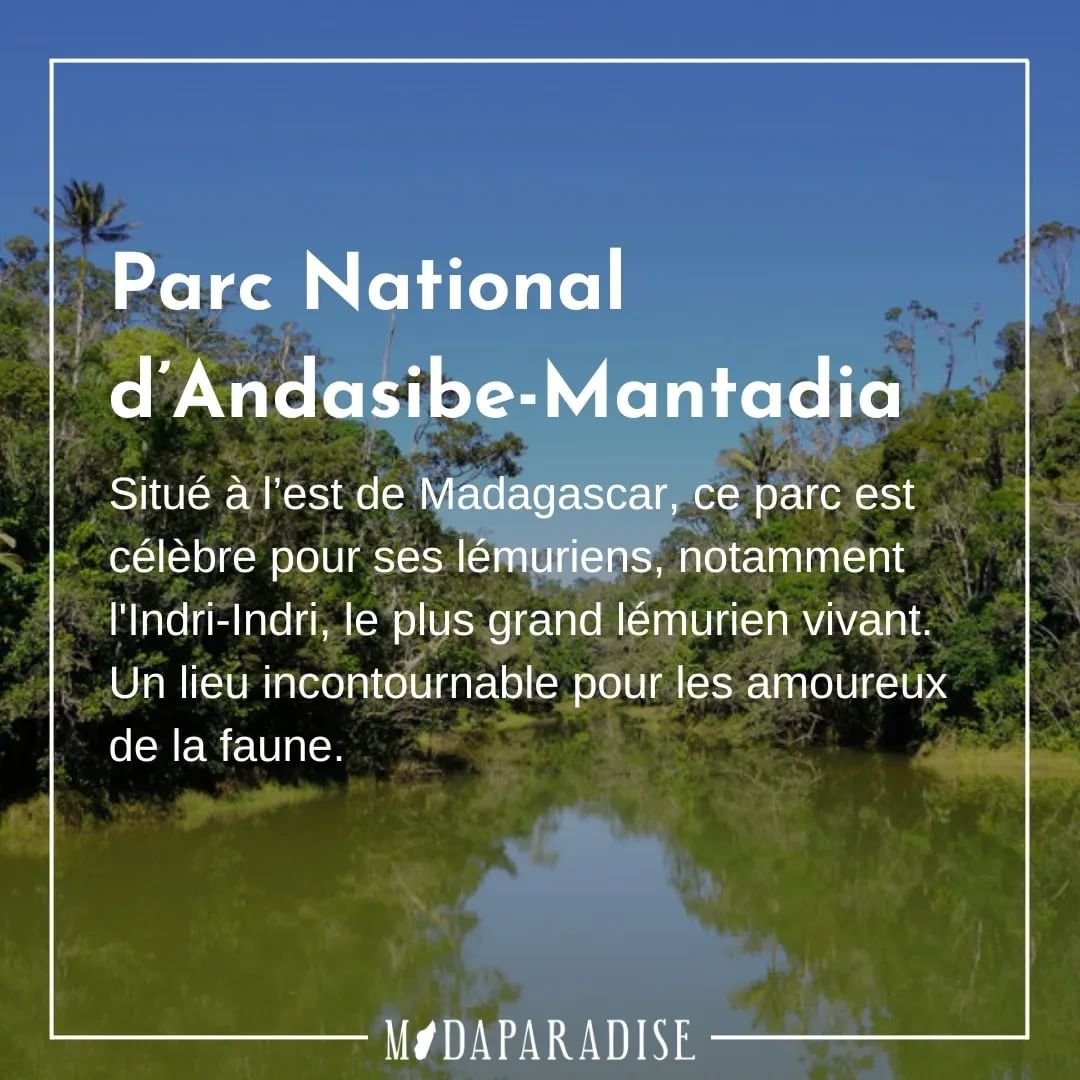 Parc National
d’Andasibe-Mantadia
Situé à l’est de Madagascar, ce parc est
célèbre pour ses lémuriens, notamment
l'Indri-Indri, le plus grand lémurien vivant.
Un lieu incontournable pour les amoureux
de la faune.
MADAPARADISE